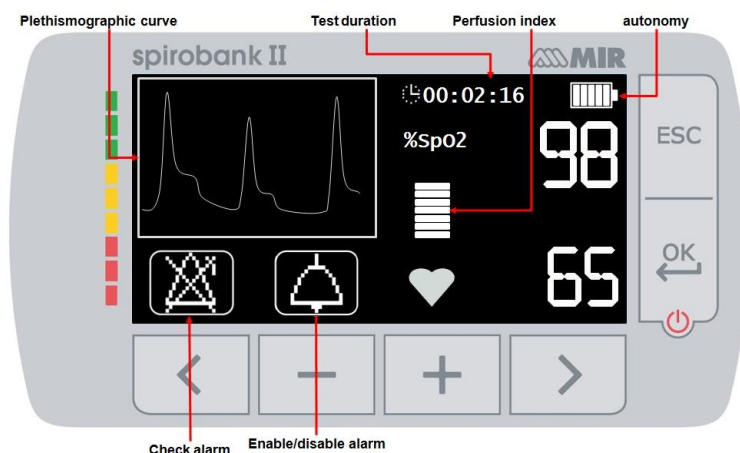 Plethismographic curve
Test duration
Perfusion index
autonomy
spirobank II
MIR
00:02:16
%SpO2
98
ESC
65
OK
Check alarm
Enable/disable alarm